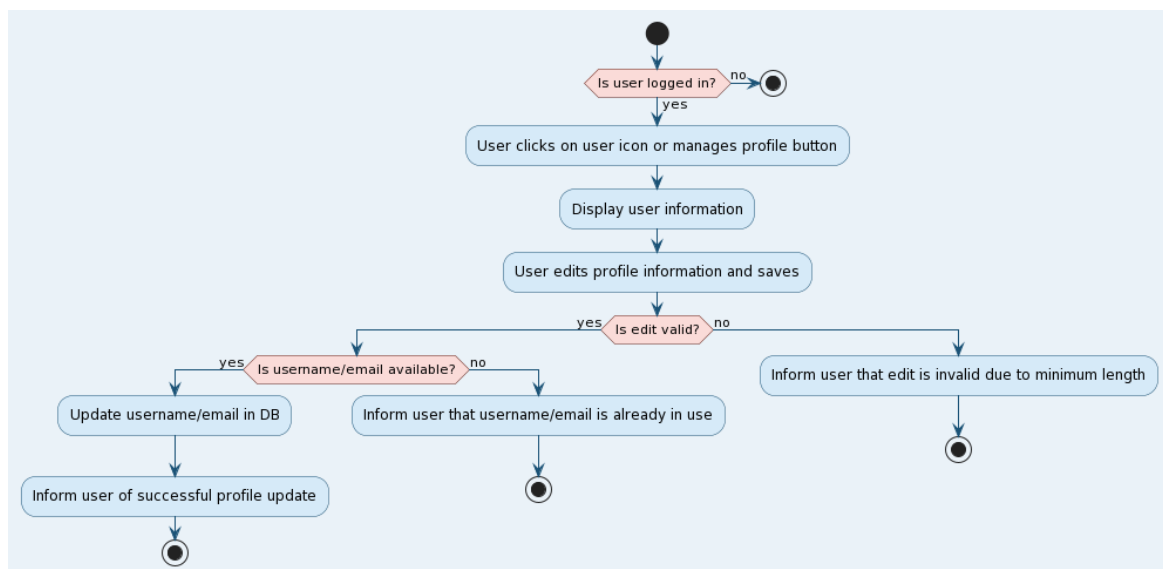 Is user logged in?
no
yes
User clicks on user icon or manages profile button
Display user information
User edits profile information and saves
yes
Is edit valid?
no
yes
Is username/email available?
no
Inform user that edit is invalid due to minimum length
Update username/email in DB
Inform user that username/email is already in use
Inform user of successful profile update